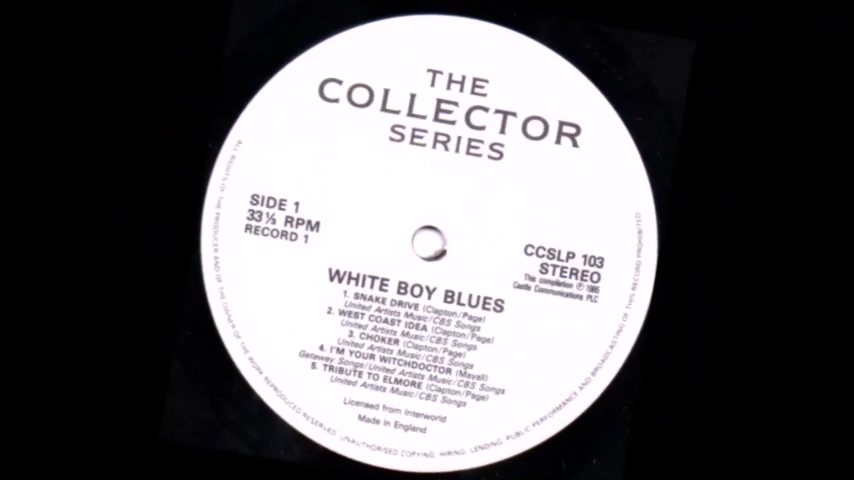 THE
COLLECTOR
SERIES
SIDE 1
33⅓ RPM
RECORD 1
CCSLP 103
STEREO
This compilation ℗ 1985
Castle Communications PLC
WHITE BOY BLUES
1. SNAKE DRIVE (Clapton/Page)
United Artists Music/CBS Songs
2. WEST COAST IDEA (Clapton/Page)
United Artists Music/CBS Songs
3. CHOKER (Clapton/Page)
United Artists Music/CBS Songs
4. I'M YOUR WITCHDOCTOR (Mayall)
Getaway Songs/United Artists Music/CBS Songs
5. TRIBUTE TO ELMORE (Clapton/Page)
United Artists Music/CBS Songs
Licensed from Interworld
Made in England
ALL RIGHTS OF THE PRODUCER AND OF THE OWNER OF THE WORK REPRODUCED RESERVED. UNAUTHORISED COPYING, HIRING, LENDING, PUBLIC PERFORMANCE AND BROADCASTING OF THIS RECORD PROHIBITED